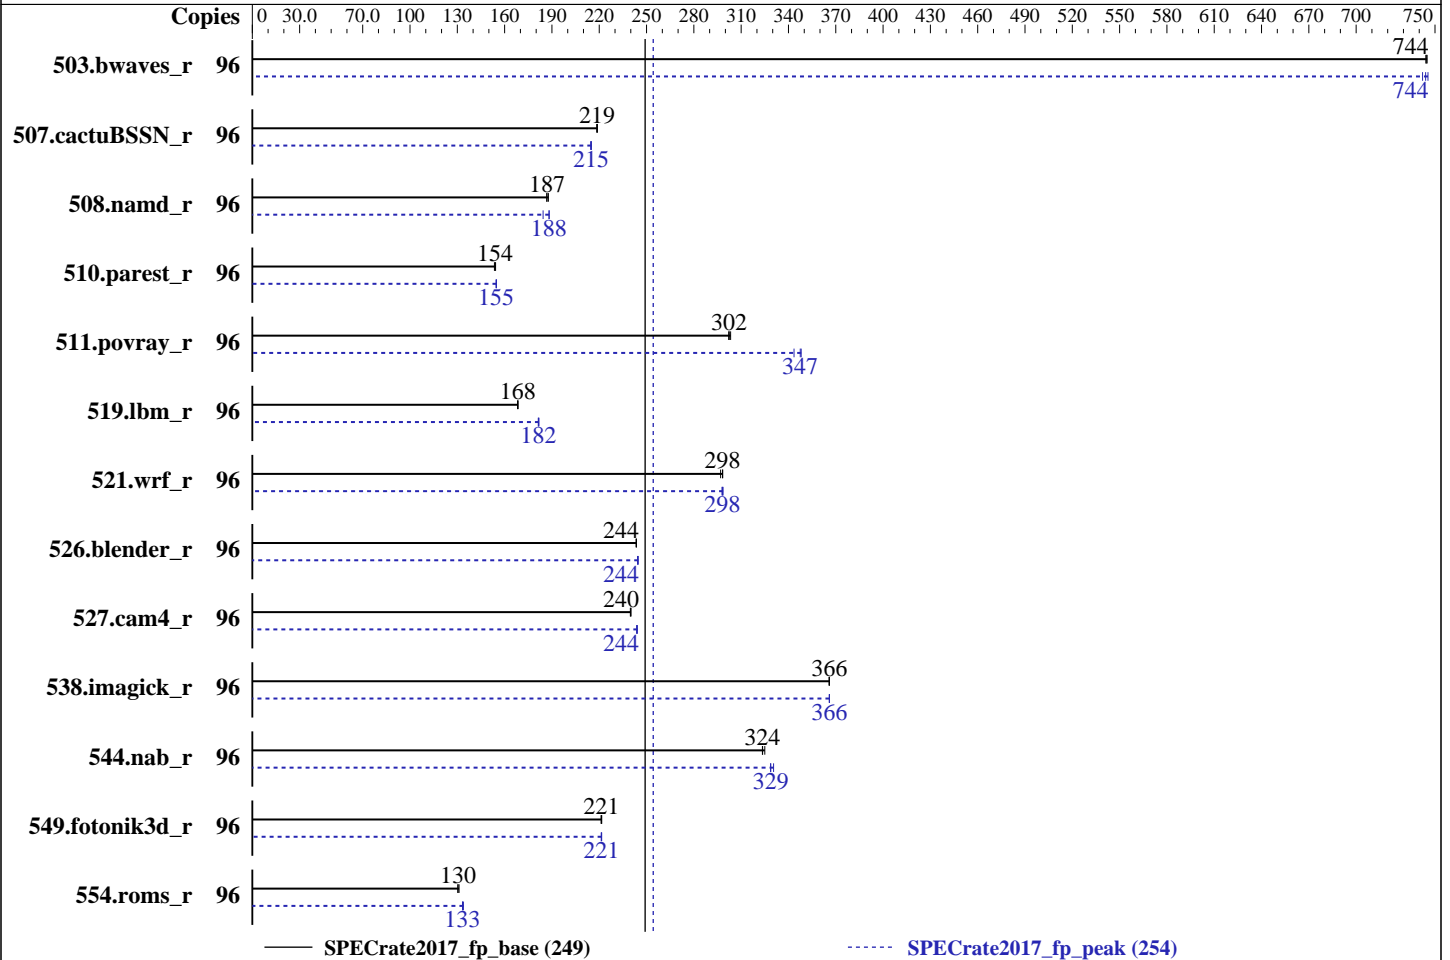 Copies 0 30.0 70.0 100 130 160 190 220 250 280 310 340 370 400 430 460 490 520 550 580 610 640 670 700 750
503.bwaves_r 96 744
744
507.cactuBSSN_r 96 219
215
508.namd_r 96 187
188
510.parest_r 96 154
155
511.povray_r 96 302
347
519.lbm_r 96 168
182
521.wrf_r 96 298
298
526.blender_r 96 244
244
527.cam4_r 96 240
244
538.imagick_r 96 366
366
544.nab_r 96 324
329
549.fotonik3d_r 96 221
221
554.roms_r 96 130
133
SPECrate2017_fp_base (249) SPECrate2017_fp_peak (254)